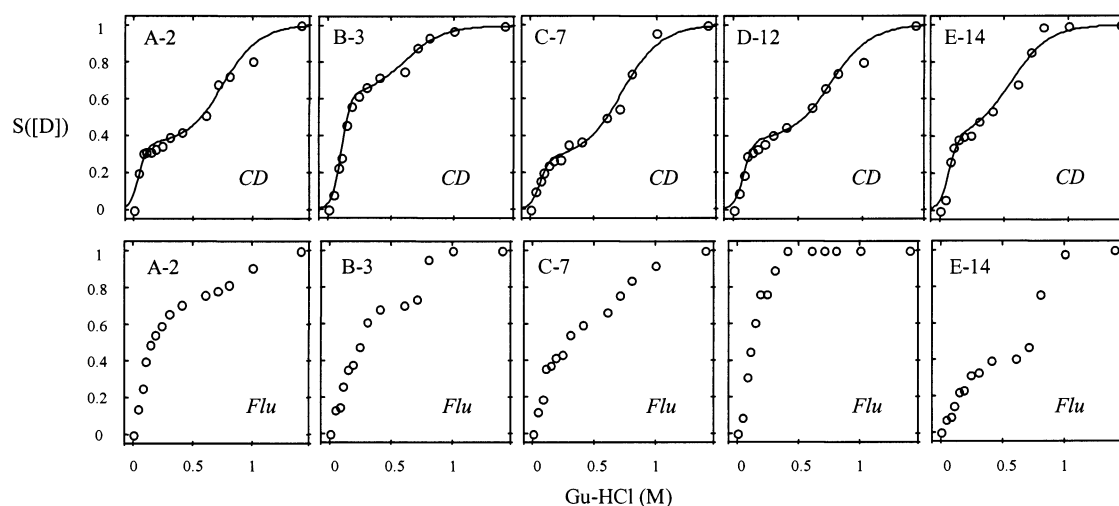 A-2 B-3 C-7 D-12 E-14
1
0.8
0.6
S([D])
0.4
0.2
0
CD CD CD CD CD
A-2 B-3 C-7 D-12 E-14
1
0.8
0.6
0.4
0.2
0
Flu Flu Flu Flu Flu
0 0.5 1 0 0.5 1 0 0.5 1 0 0.5 1 0 0.5 1
Gu-HCl (M)